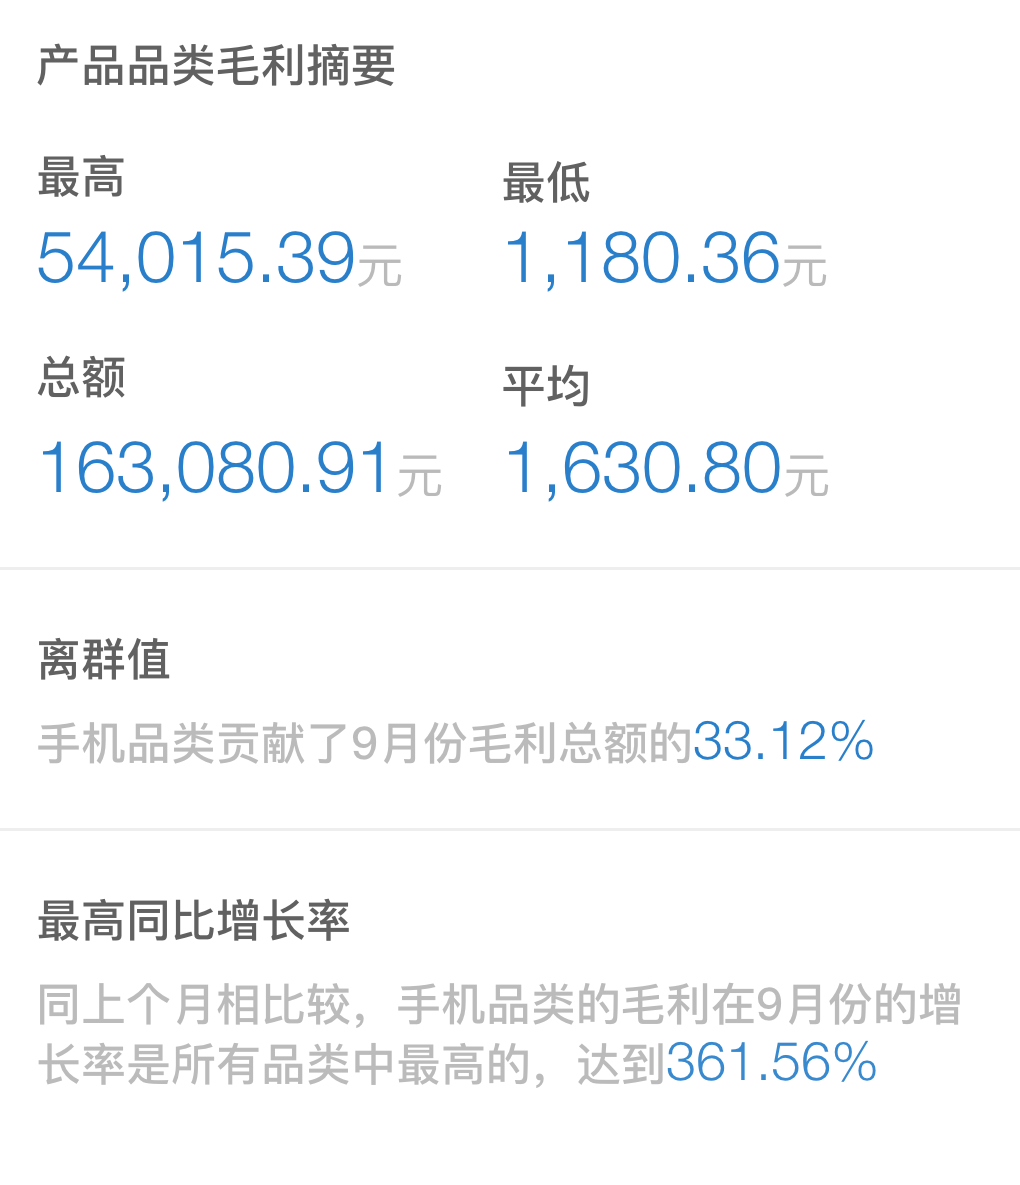 产品品类毛利摘要
最高
最低
54,015.39元
1,180.36元
总额
平均
163,080.91元
1,630.80元
离群值
手机品类贡献了9月份毛利总额的33.12%
最高同比增长率
同上个月相比较，手机品类的毛利在9月份的增
长率是所有品类中最高的，达到361.56%